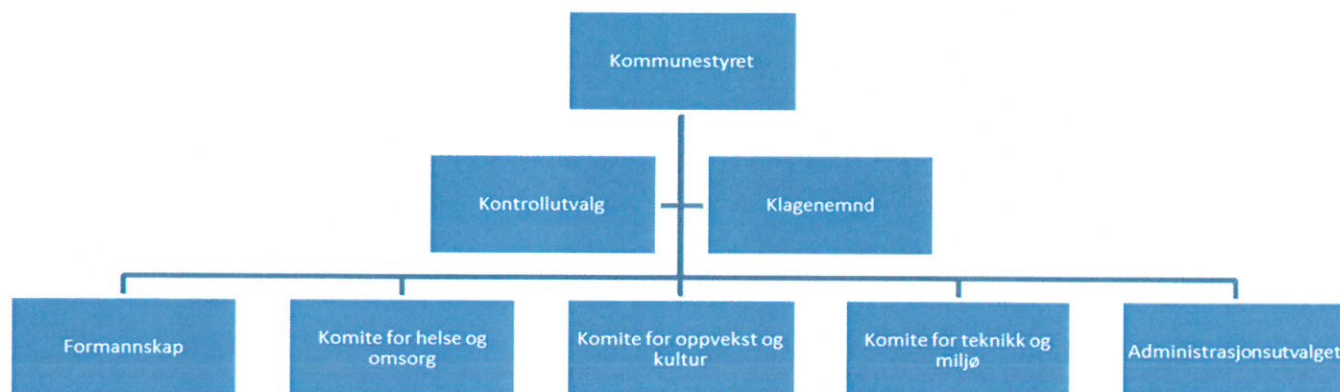 Kommunestyret
Kontrollutvalg
Klagenemnd
Formannskap
Komite for helse og
omsorg
Komite for oppvekst og
kultur
Komite for teknikk og
miljø
Administrasjonsutvalget